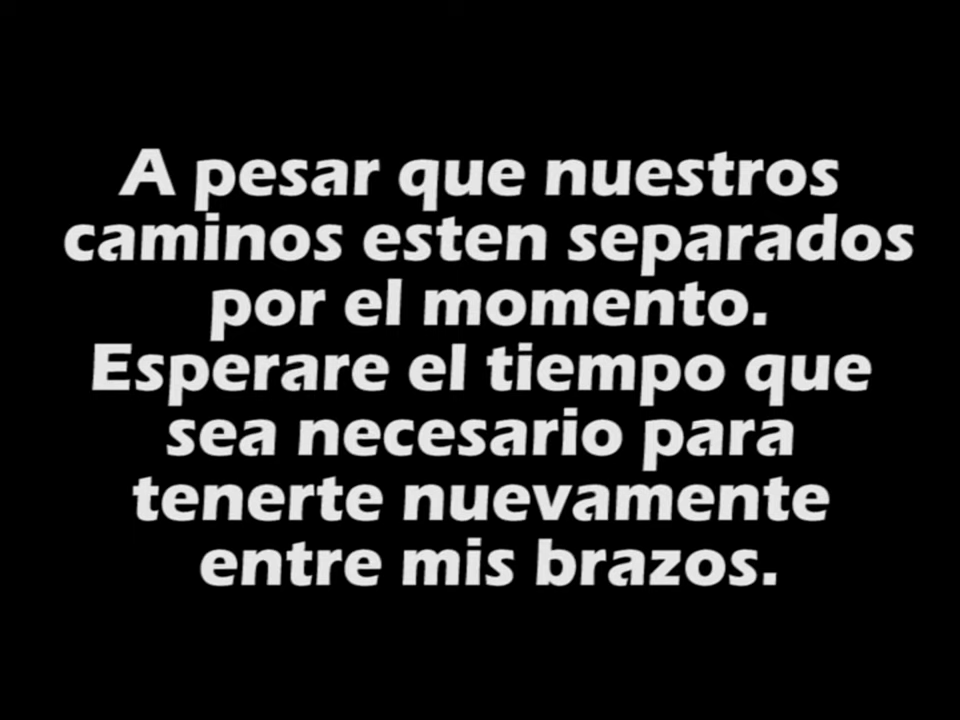 A pesar que nuestros
caminos esten separados
por el momento.
Esperare el tiempo que
sea necesario para
tenerte nuevamente
entre mis brazos.